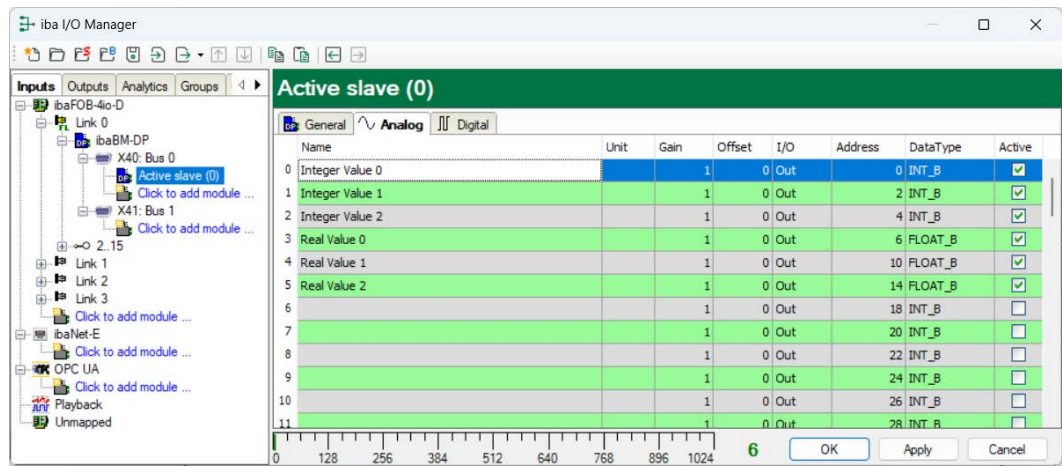 iba I/O Manager
Inputs Outputs Analytics Groups
ibaFOB-4io-D
Link 0
ibaBM-DP
X40: Bus 0
Active slave (0)
Click to add module ...
X41: Bus 1
Click to add module ...
2..15
Link 1
Link 2
Link 3
Click to add module ...
ibaNet-E
Click to add module ...
OPC UA
Click to add module ...
Playback
Unmapped
Active slave (0)
General Analog Digital
Name Unit Gain Offset I/O Address DataType Active
0 Integer Value 0 1 0 Out 0 INT_B
1 Integer Value 1 1 0 Out 2 INT_B
2 Integer Value 2 1 0 Out 4 INT_B
3 Real Value 0 1 0 Out 6 FLOAT_B
4 Real Value 1 1 0 Out 10 FLOAT_B
5 Real Value 2 1 0 Out 14 FLOAT_B
6 1 0 Out 18 INT_B
7 1 0 Out 20 INT_B
8 1 0 Out 22 INT_B
9 1 0 Out 24 INT_B
10 1 0 Out 26 INT_B
11 1 0 Out 28 INT_B
0 128 256 384 512 640 768 896 1024
6 OK Apply Cancel